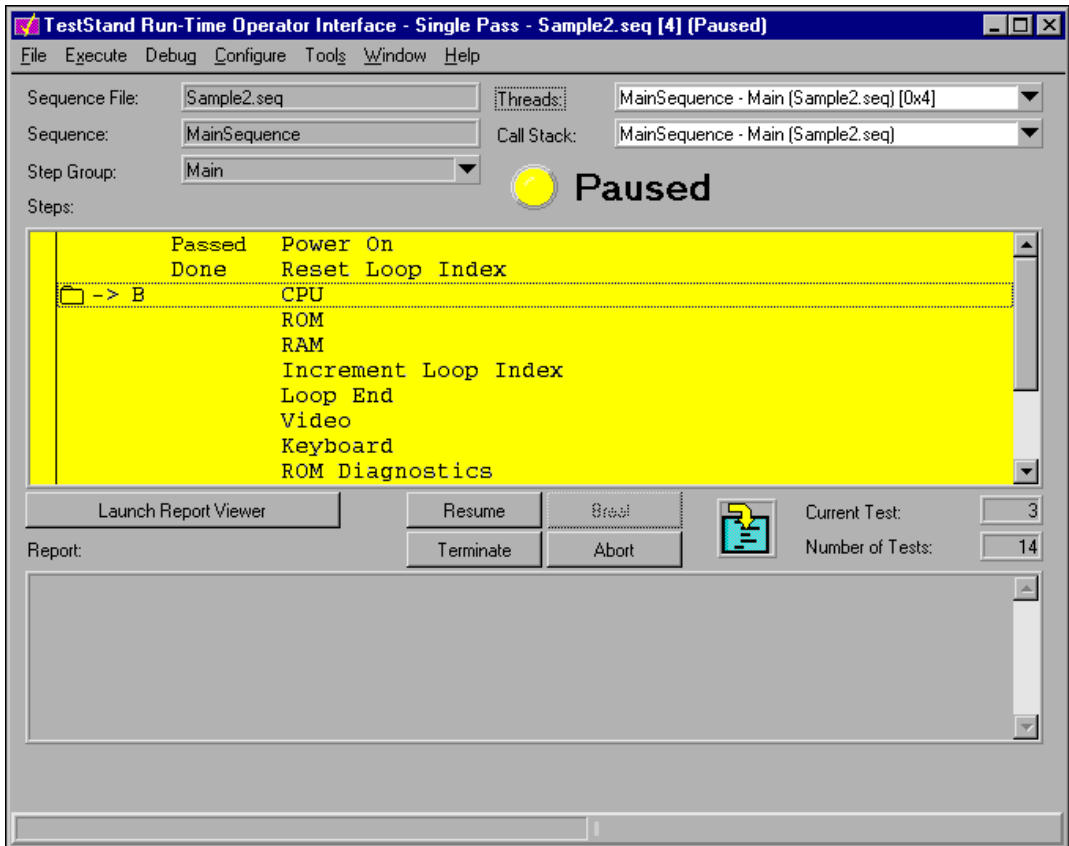 TestStand Run-Time Operator Interface - Single Pass - Sample2.seq [4] (Paused)
File Execute Debug Configure Tools Window Help
Sequence File: Sample2.seq Threads: MainSequence - Main (Sample2.seq) [0x4]
Sequence: MainSequence Call Stack: MainSequence - Main (Sample2.seq)
Step Group: Main
Paused
Steps:
Passed Power On
Done Reset Loop Index
-> B CPU
ROM
RAM
Increment Loop Index
Loop End
Video
Keyboard
ROM Diagnostics
Launch Report Viewer Resume Break Current Test: 3
Report: Terminate Abort Number of Tests: 14